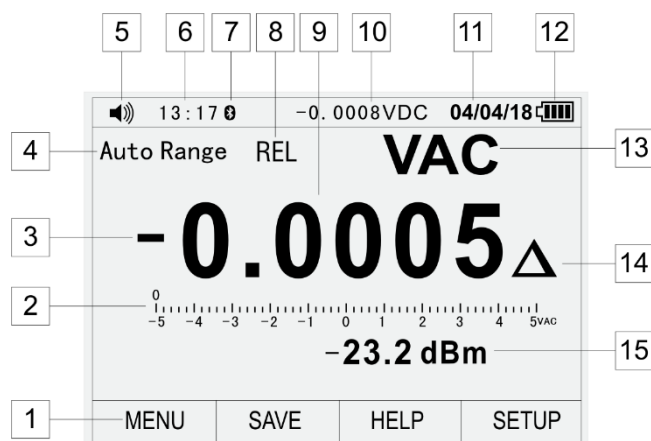 5 6 7 8 9 10 11 12
13:17 -0.0008VDC 04/04/18
4 Auto Range REL VAC 13
3 -0.0005Δ 14
0
2 -5 -4 -3 -2 -1 0 1 2 3 4 5VAC
-23.2 dBm 15
1 MENU SAVE HELP SETUP